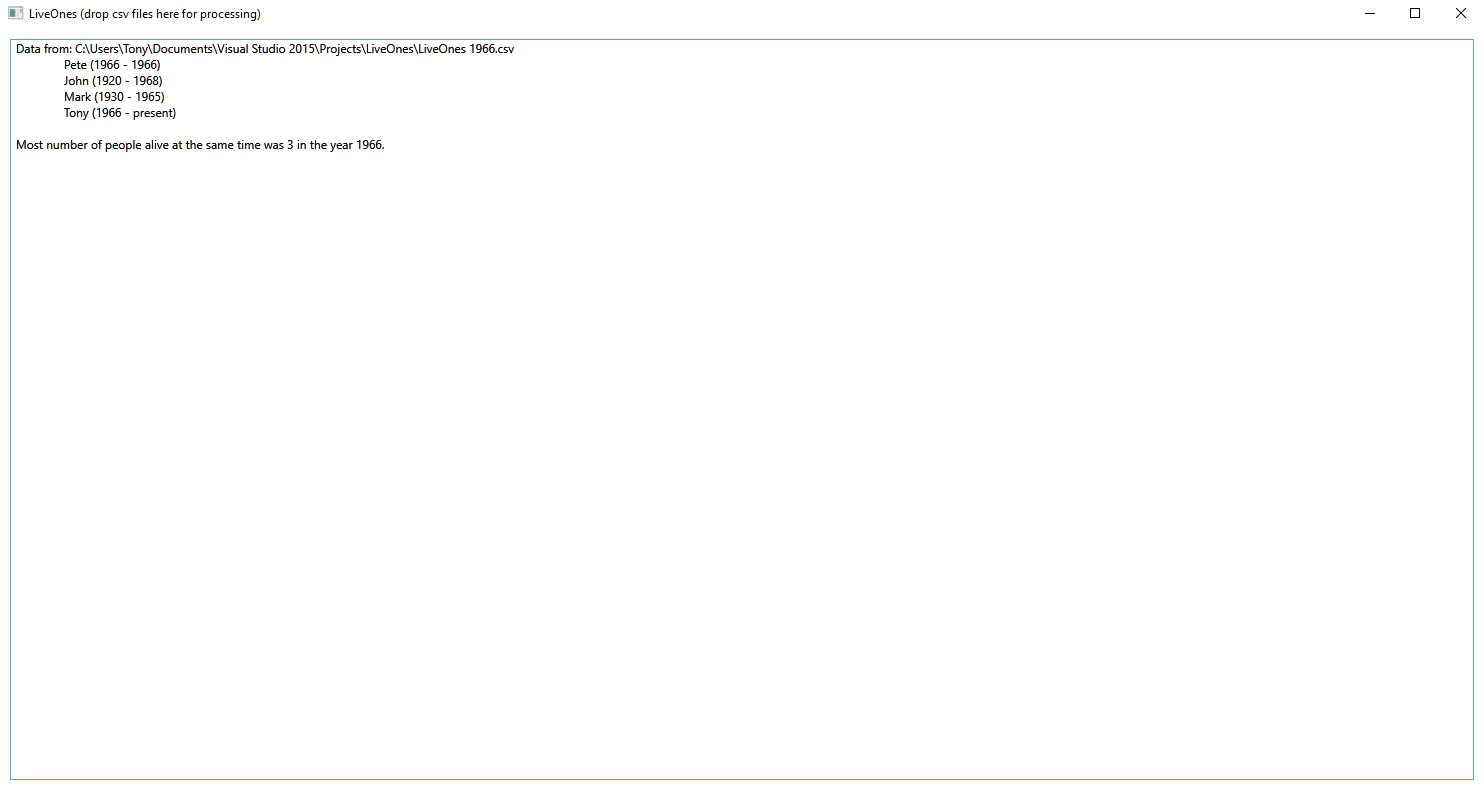 LiveOnes (drop csv files here for processing)
Data from: C:\Users\Tony\Documents\Visual Studio 2015\Projects\LiveOnes\LiveOnes 1966.csv
Pete (1966 - 1966)
John (1920 - 1968)
Mark (1930 - 1965)
Tony (1966 - present)
Most number of people alive at the same time was 3 in the year 1966.